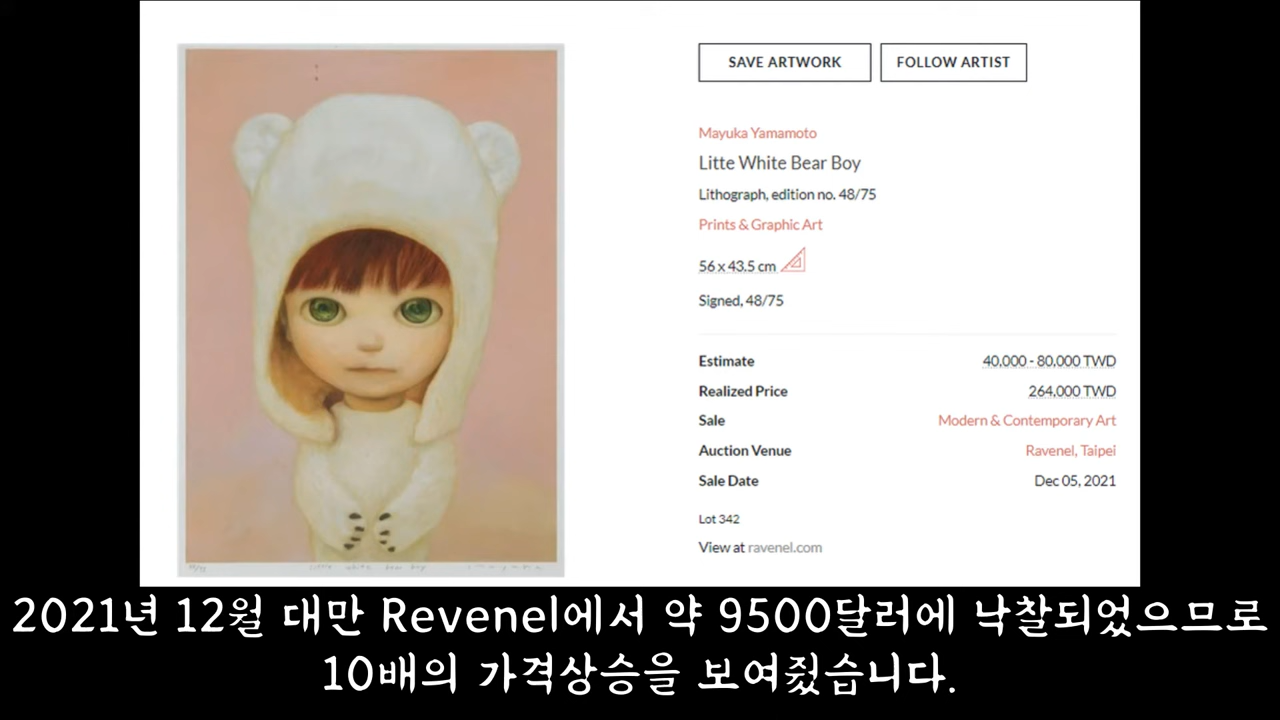 SAVE ARTWORK
FOLLOW ARTIST
Mayuka Yamamoto
Litte White Bear Boy
Lithograph, edition no. 48/75
Prints & Graphic Art
56 x 43.5 cm
Signed, 48/75
Estimate 40,000 - 80,000 TWD
Realized Price 264,000 TWD
Sale Modern & Contemporary Art
Auction Venue Ravenel, Taipei
Sale Date Dec 05, 2021
Lot 342
View at ravenel.com
little white bear boy
2021년 12월 대만 Revenel에서 약 9500달러에 낙찰되었으므로
10배의 가격상승을 보여줬습니다.